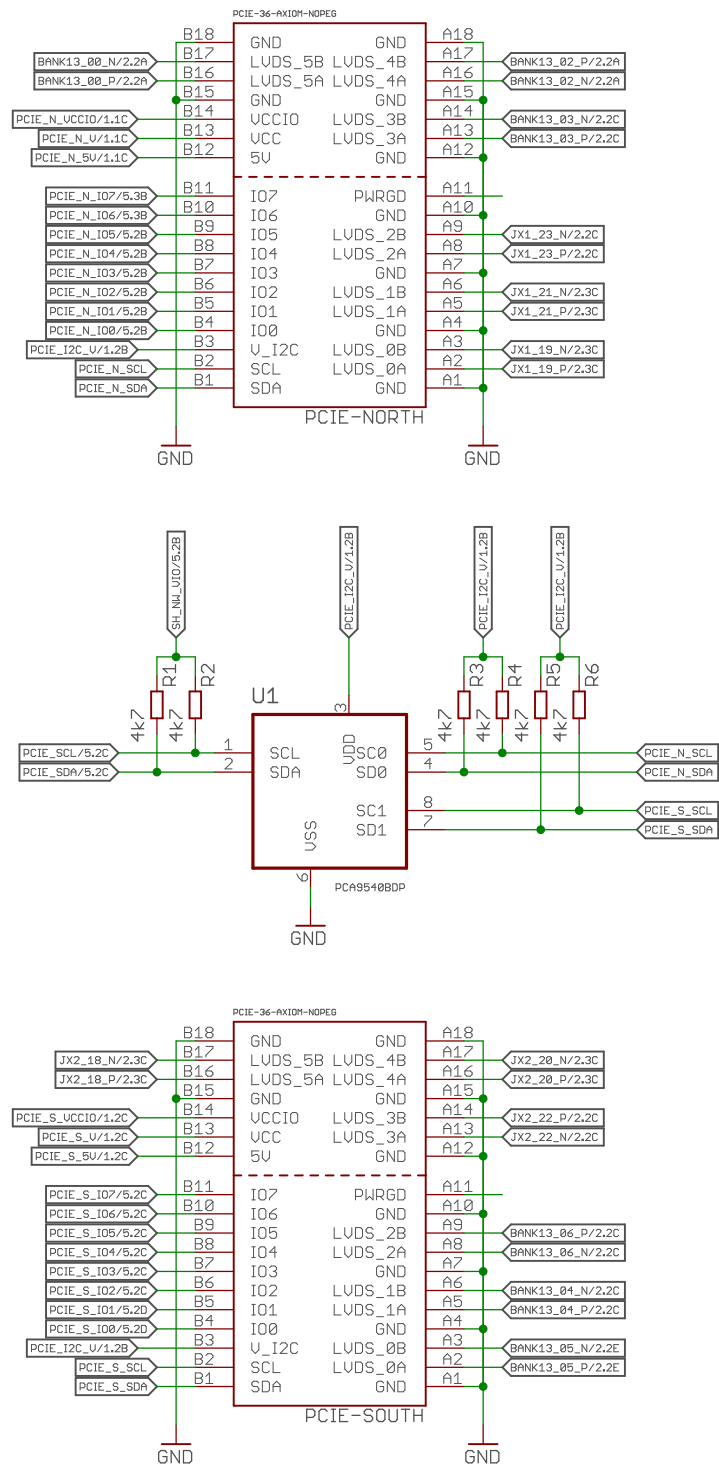 PCIE-36-AXIOM-NOPEG
B18 GND GND A18
BANK13_00_N/2.2A B17 LVDS_5B LVDS_4B A17 BANK13_02_P/2.2A
BANK13_00_P/2.2A B16 LVDS_5A LVDS_4A A16 BANK13_02_N/2.2A
B15 GND GND A15
PCIE_N_VCCIO/1.1C B14 VCCIO LVDS_3B A14 BANK13_03_N/2.2C
PCIE_N_V/1.1C B13 VCC LVDS_3A A13 BANK13_03_P/2.2C
PCIE_N_5V/1.1C B12 5V GND A12
PCIE_N_IO7/5.3B B11 IO7 PWRGD A11
PCIE_N_IO6/5.3B B10 IO6 GND A10
PCIE_N_IO5/5.2B B9 IO5 LVDS_2B A9 JX1_23_N/2.2C
PCIE_N_IO4/5.2B B8 IO4 LVDS_2A A8 JX1_23_P/2.2C
PCIE_N_IO3/5.2B B7 IO3 GND A7
PCIE_N_IO2/5.2B B6 IO2 LVDS_1B A6 JX1_21_N/2.3C
PCIE_N_IO1/5.2B B5 IO1 LVDS_1A A5 JX1_21_P/2.3C
PCIE_N_IO0/5.2B B4 IO0 GND A4
PCIE_I2C_V/1.2B B3 V_I2C LVDS_0B A3 JX1_19_N/2.3C
PCIE_N_SCL B2 SCL LVDS_0A A2 JX1_19_P/2.3C
PCIE_N_SDA B1 SDA GND A1
PCIE-NORTH
GND GND
SH_NW_VIO/5.2B PCIE_I2C_V/1.2B PCIE_I2C_V/1.2B PCIE_I2C_V/1.2B
R1 R2 R3 R4 R5 R6
4k7 4k7 4k7 4k7 4k7 4k7
U1
3 VDD
PCIE_SCL/5.2C 1 SCL SC0 5 PCIE_N_SCL
PCIE_SDA/5.2C 2 SDA SD0 4 PCIE_N_SDA
SC1 8 PCIE_S_SCL
SD1 7 PCIE_S_SDA
VSS 6
PCA9540BDP
GND
PCIE-36-AXIOM-NOPEG
B18 GND GND A18
JX2_18_N/2.3C B17 LVDS_5B LVDS_4B A17 JX2_20_N/2.3C
JX2_18_P/2.3C B16 LVDS_5A LVDS_4A A16 JX2_20_P/2.3C
B15 GND GND A15
PCIE_S_VCCIO/1.2C B14 VCCIO LVDS_3B A14 JX2_22_P/2.2C
PCIE_S_V/1.2C B13 VCC LVDS_3A A13 JX2_22_N/2.2C
PCIE_S_5V/1.2C B12 5V GND A12
PCIE_S_IO7/5.2C B11 IO7 PWRGD A11
PCIE_S_IO6/5.2C B10 IO6 GND A10
PCIE_S_IO5/5.2C B9 IO5 LVDS_2B A9 BANK13_06_P/2.2C
PCIE_S_IO4/5.2C B8 IO4 LVDS_2A A8 BANK13_06_N/2.2C
PCIE_S_IO3/5.2C B7 IO3 GND A7
PCIE_S_IO2/5.2C B6 IO2 LVDS_1B A6 BANK13_04_N/2.2C
PCIE_S_IO1/5.2D B5 IO1 LVDS_1A A5 BANK13_04_P/2.2C
PCIE_S_IO0/5.2D B4 IO0 GND A4
PCIE_I2C_V/1.2B B3 V_I2C LVDS_0B A3 BANK13_05_N/2.2E
PCIE_S_SCL B2 SCL LVDS_0A A2 BANK13_05_P/2.2E
PCIE_S_SDA B1 SDA GND A1
PCIE-SOUTH
GND GND